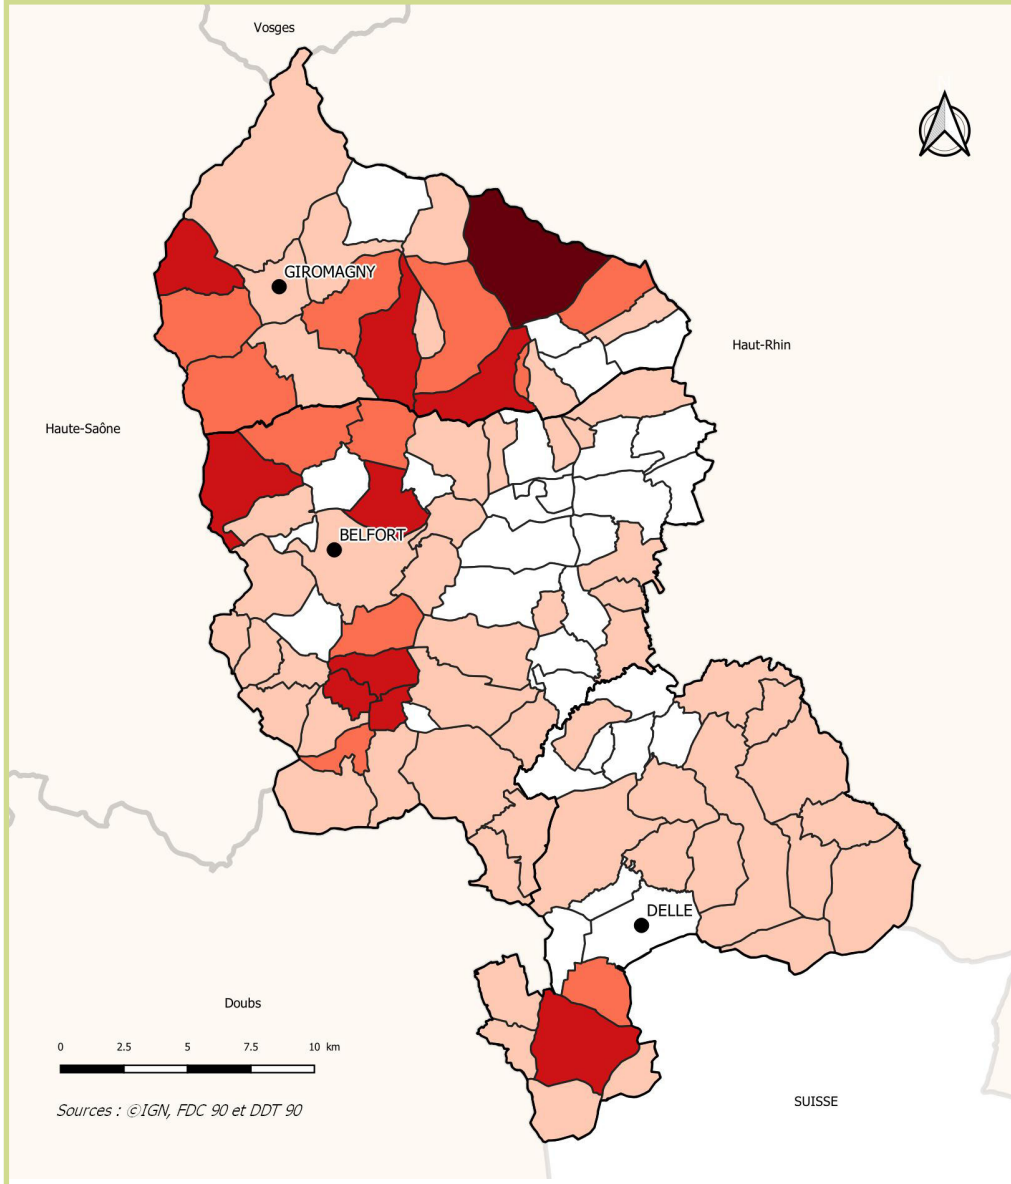 Vosges
GIROMAGNY
Haut-Rhin
Haute-Saône
BELFORT
DELLE
Doubs
0 2.5 5 7.5 10 km
SUISSE
Sources : ©IGN, FDC 90 et DDT 90